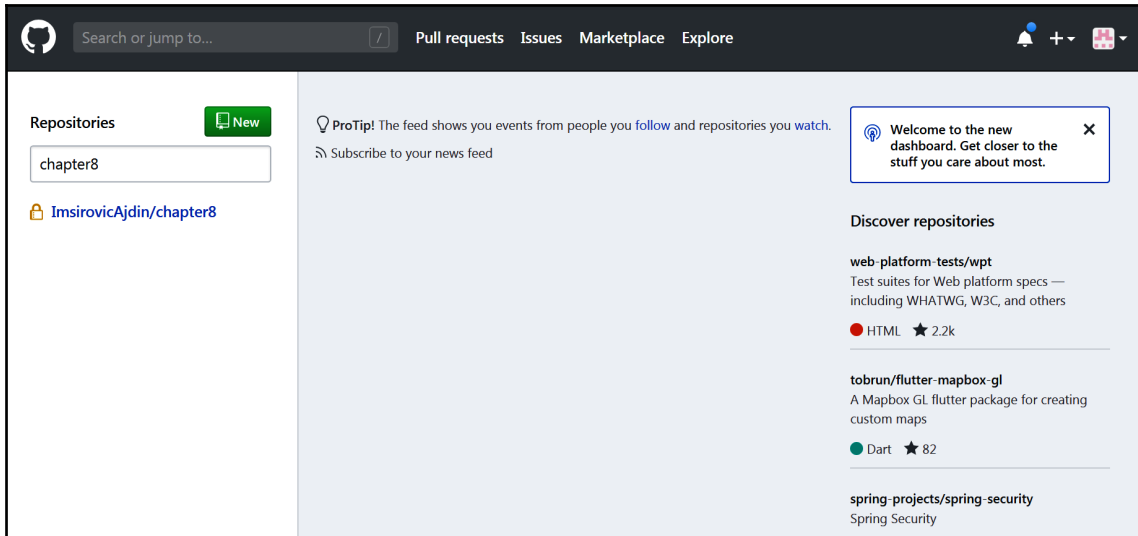 Search or jump to... /
Pull requests Issues Marketplace Explore
Repositories
New
chapter8
ImsirovicAjdin/chapter8
ProTip! The feed shows you events from people you follow and repositories you watch.
Subscribe to your news feed
Welcome to the new
dashboard. Get closer to the
stuff you care about most.
Discover repositories
web-platform-tests/wpt
Test suites for Web platform specs —
including WHATWG, W3C, and others
HTML 2.2k
tobrun/flutter-mapbox-gl
A Mapbox GL flutter package for creating
custom maps
Dart 82
spring-projects/spring-security
Spring Security